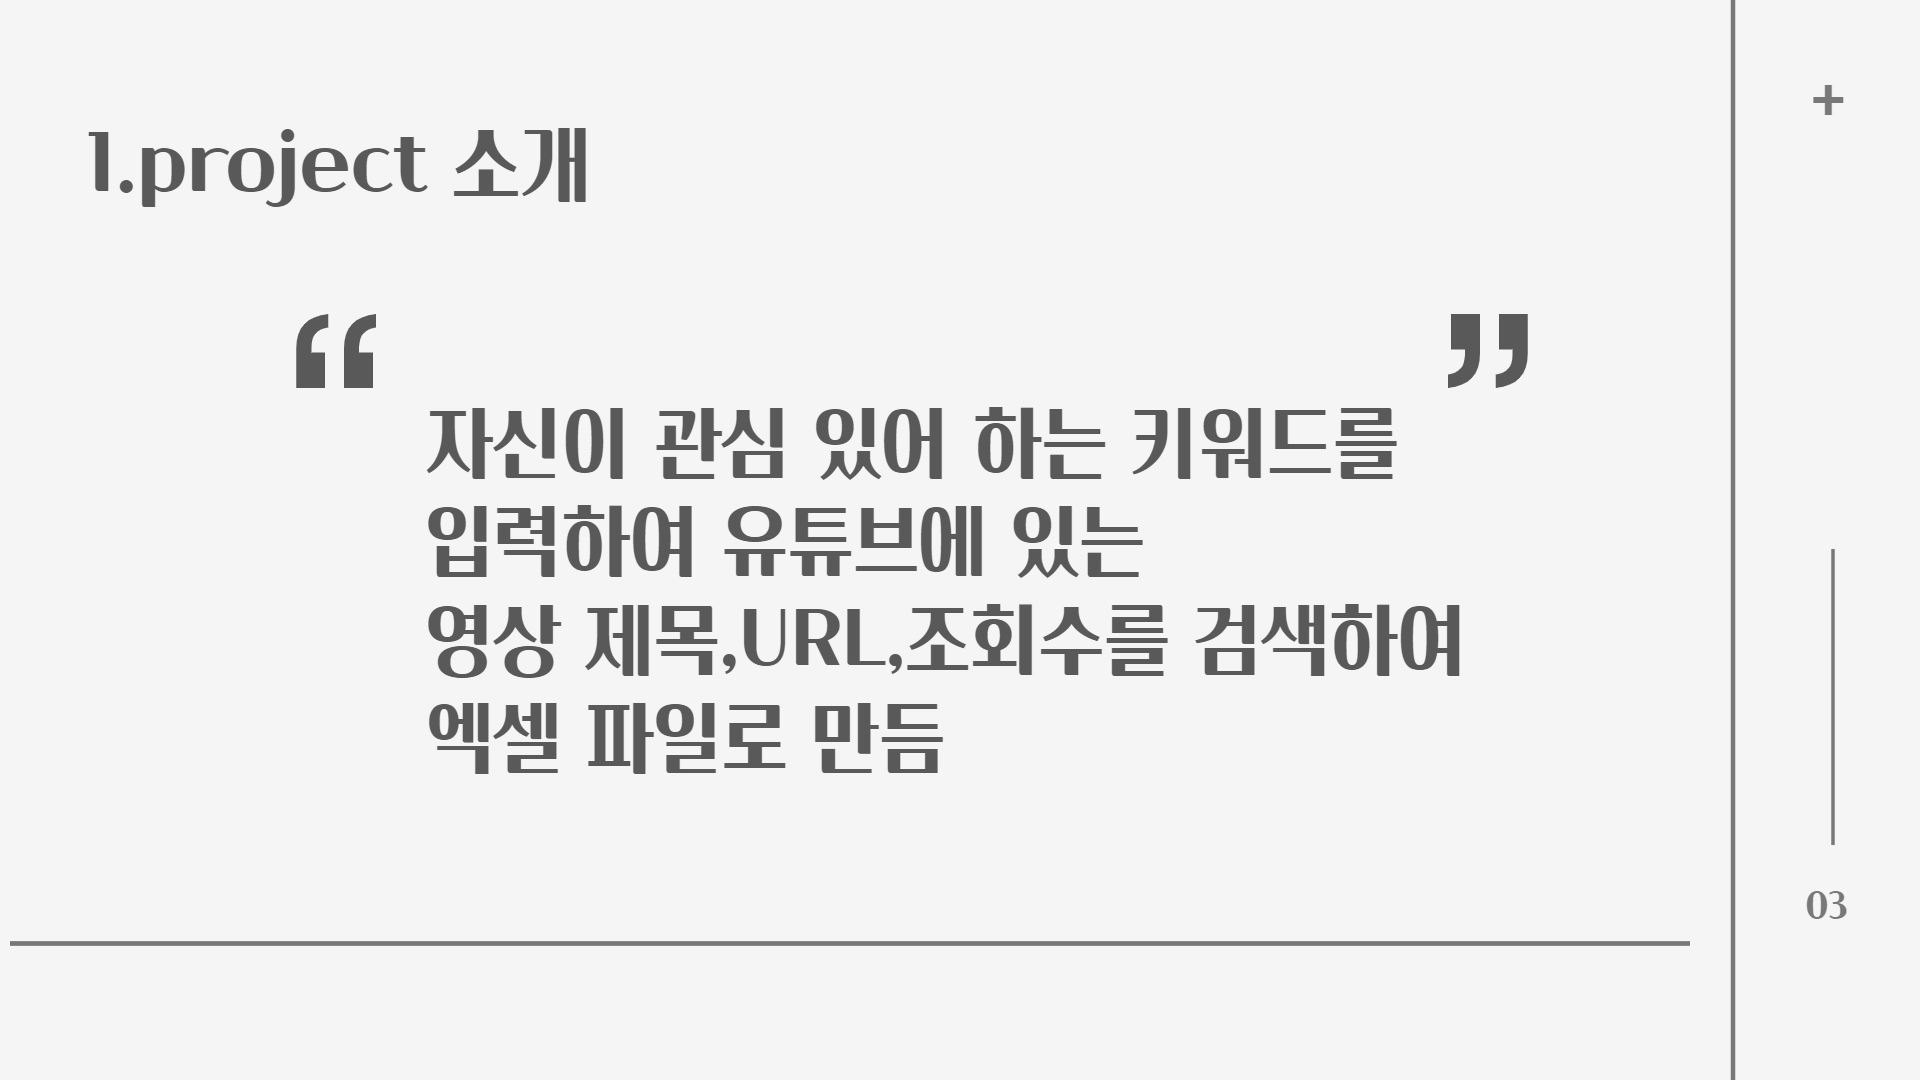 1.project 소개
“ ”
자신이 관심 있어 하는 키워드를
입력하여 유튜브에 있는
영상 제목,URL,조회수를 검색하여
엑셀 파일로 만듬
+
03